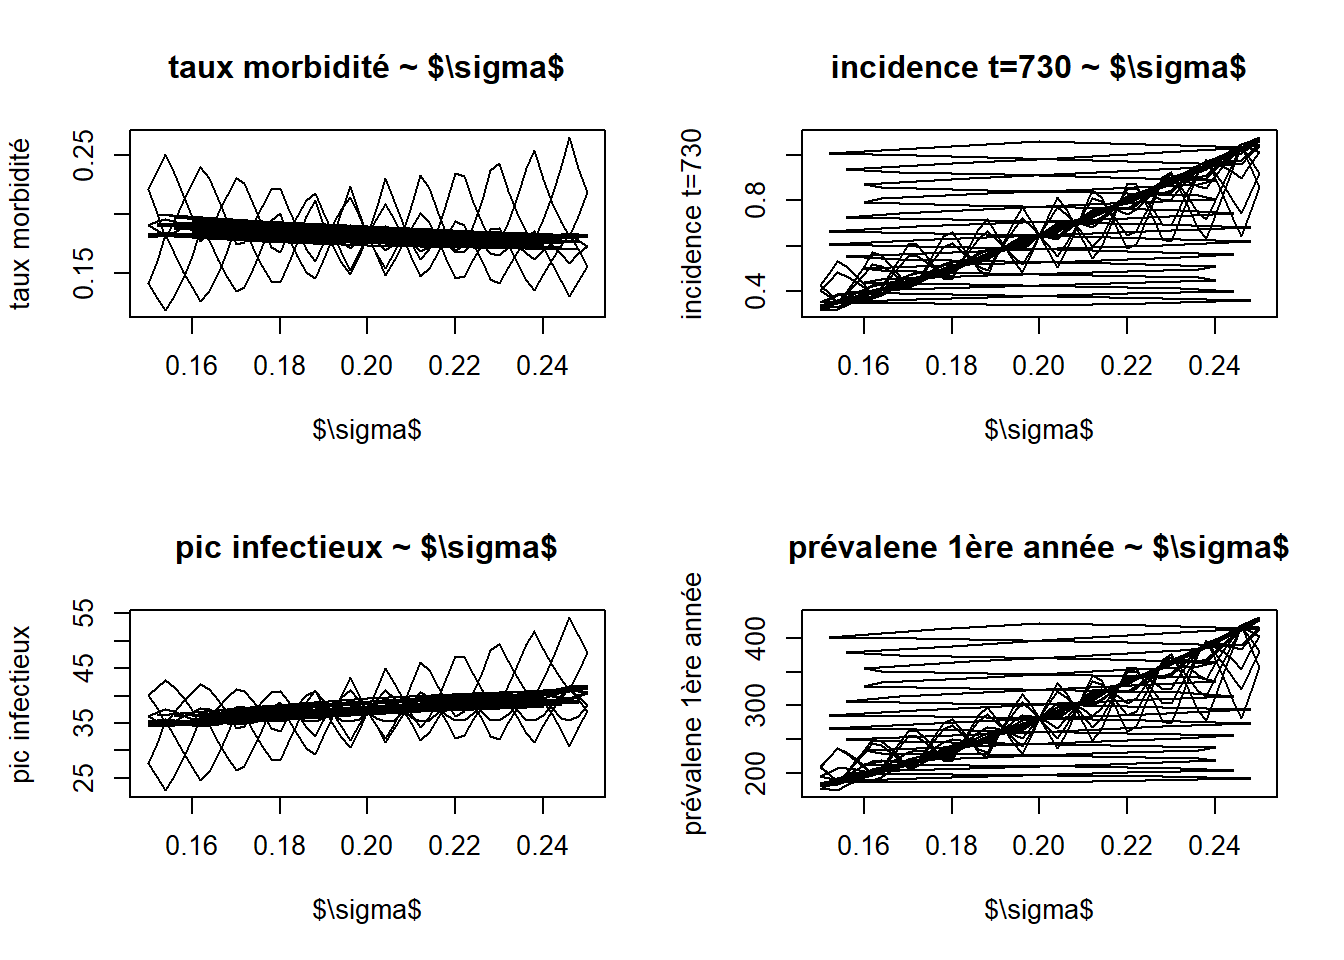 taux morbidité ~ $\sigma$
taux morbidité
0.25
0.15
0.16 0.18 0.20 0.22 0.24
$\sigma$
incidence t=730 ~ $\sigma$
incidence t=730
0.8
0.4
0.16 0.18 0.20 0.22 0.24
$\sigma$
pic infectieux ~ $\sigma$
pic infectieux
55
45
35
25
0.16 0.18 0.20 0.22 0.24
$\sigma$
prévalene 1ère année ~ $\sigma$
prévalene 1ère année
400
300
200
0.16 0.18 0.20 0.22 0.24
$\sigma$